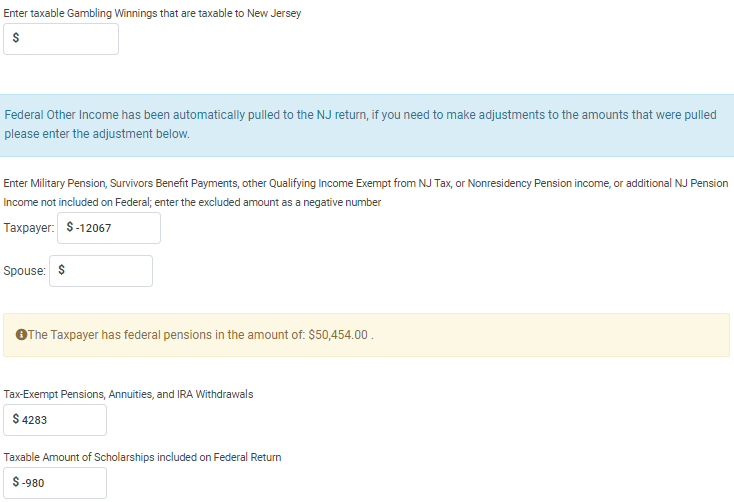 Enter taxable Gambling Winnings that are taxable to New Jersey
$
Federal Other Income has been automatically pulled to the NJ return, if you need to make adjustments to the amounts that were pulled
please enter the adjustment below.
Enter Military Pension, Survivors Benefit Payments, other Qualifying Income Exempt from NJ Tax, or Nonresidency Pension income, or additional NJ Pension
Income not included on Federal; enter the excluded amount as a negative number
Taxpayer: $ -12067
Spouse: $
The Taxpayer has federal pensions in the amount of: $50,454.00 .
Tax-Exempt Pensions, Annuities, and IRA Withdrawals
$ 4283
Taxable Amount of Scholarships included on Federal Return
$ -980